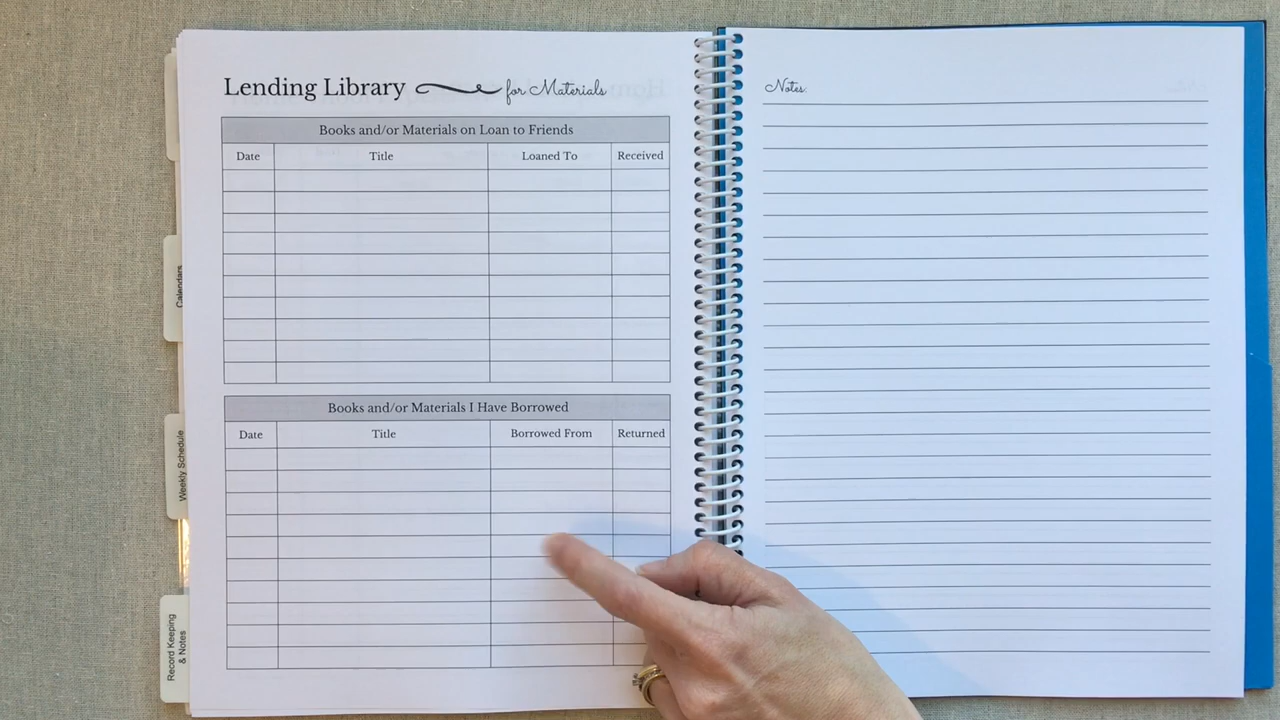 Lending Library for Materials
Books and/or Materials on Loan to Friends
Date Title Loaned To Received
Books and/or Materials I Have Borrowed
Date Title Borrowed From Returned
Notes:
Calendars
Weekly Schedule
Record Keeping
& Notes